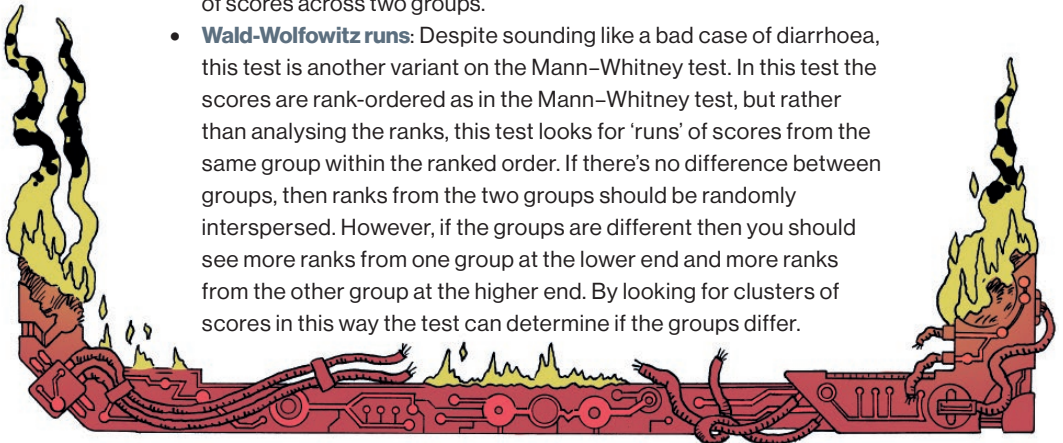 of scores across two groups.
• Wald-Wolfowitz runs: Despite sounding like a bad case of diarrhoea,
this test is another variant on the Mann–Whitney test. In this test the
scores are rank-ordered as in the Mann–Whitney test, but rather
than analysing the ranks, this test looks for ‘runs’ of scores from the
same group within the ranked order. If there’s no difference between
groups, then ranks from the two groups should be randomly
interspersed. However, if the groups are different then you should
see more ranks from one group at the lower end and more ranks
from the other group at the higher end. By looking for clusters of
scores in this way the test can determine if the groups differ.